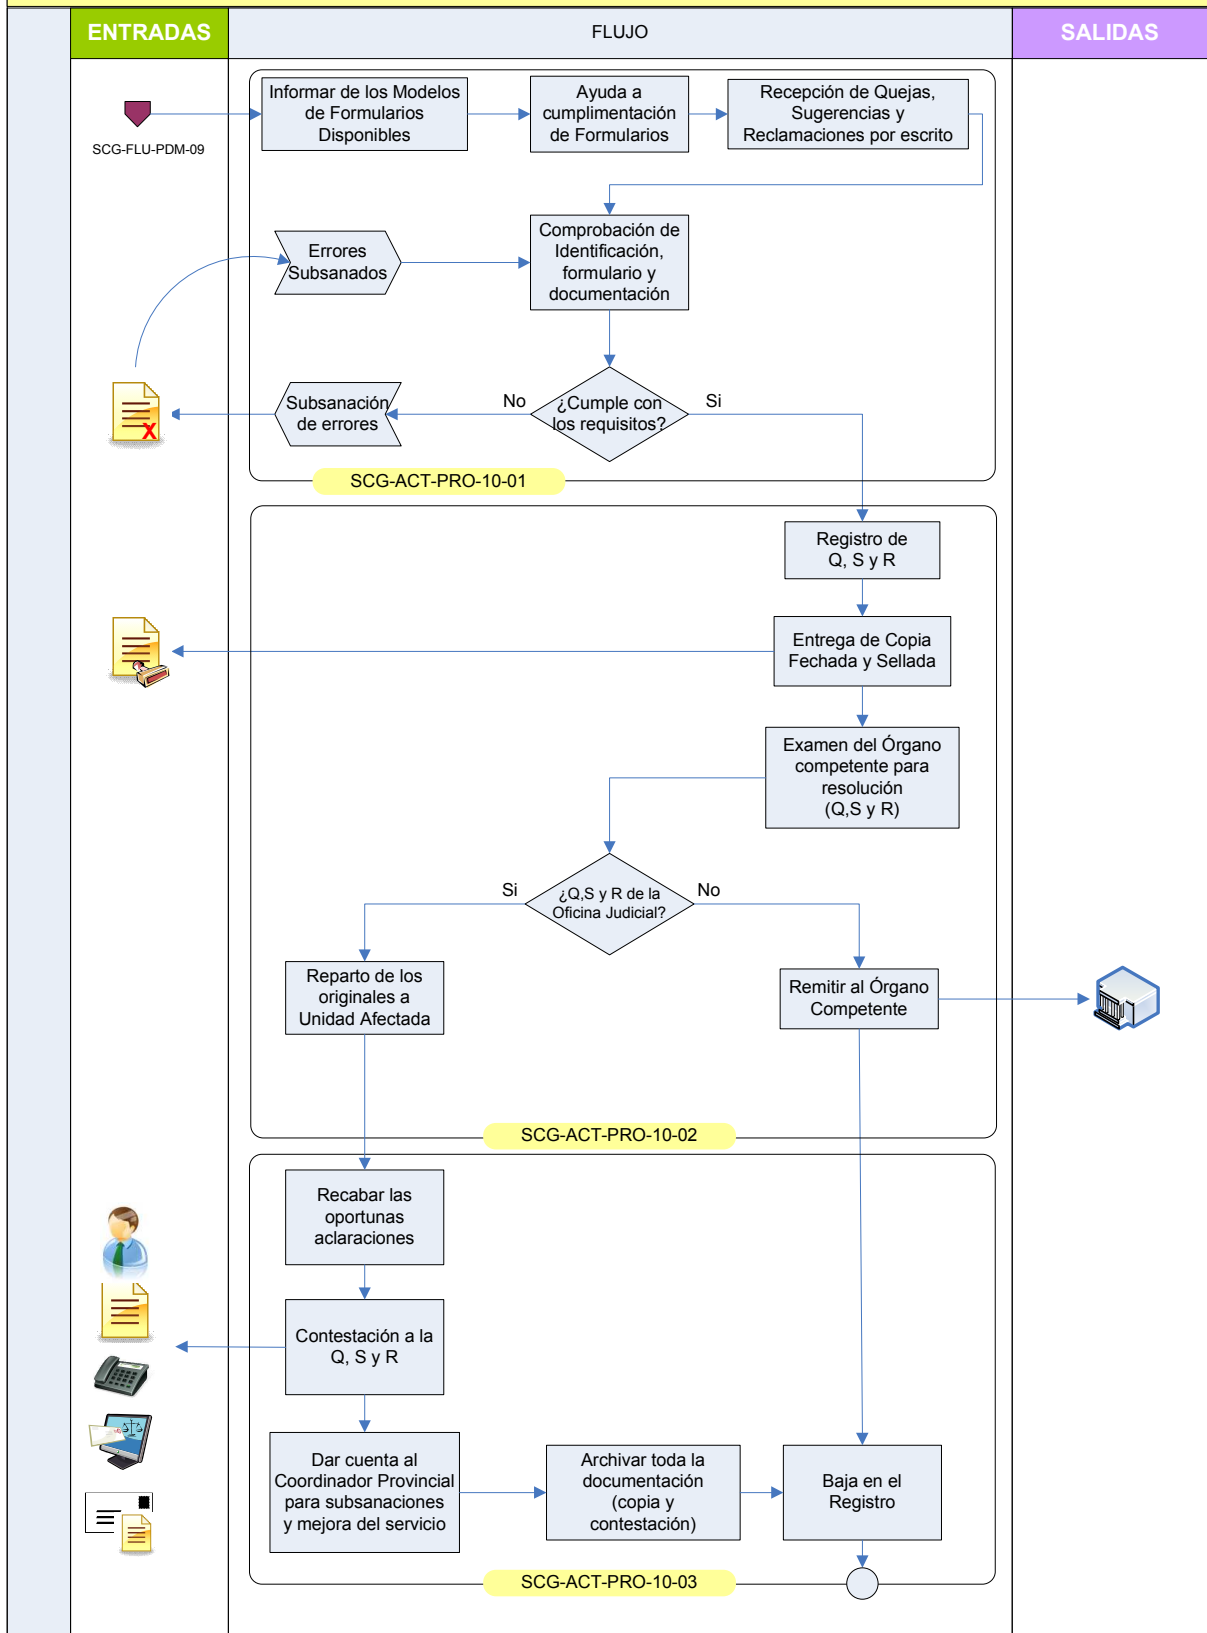 ENTRADAS
FLUJO
SALIDAS
SCG-FLU-PDM-09
Informar de los Modelos
de Formularios
Disponibles
Ayuda a
cumplimentación
de Formularios
Recepción de Quejas,
Sugerencias y
Reclamaciones por escrito
Errores
Subsanados
Comprobación de
Identificación,
formulario y
documentación
Subsanación
de errores
No
¿Cumple con
los requisitos?
Si
X
SCG-ACT-PRO-10-01
Registro de
Q, S y R
Entrega de Copia
Fechada y Sellada
Examen del Órgano
competente para
resolución
(Q,S y R)
Si
¿Q,S y R de la
Oficina Judicial?
No
Reparto de los
originales a
Unidad Afectada
Remitir al Órgano
Competente
SCG-ACT-PRO-10-02
Recabar las
oportunas
aclaraciones
Contestación a la
Q, S y R
Dar cuenta al
Coordinador Provincial
para subsanaciones
y mejora del servicio
Archivar toda la
documentación
(copia y
contestación)
Baja en el
Registro
SCG-ACT-PRO-10-03